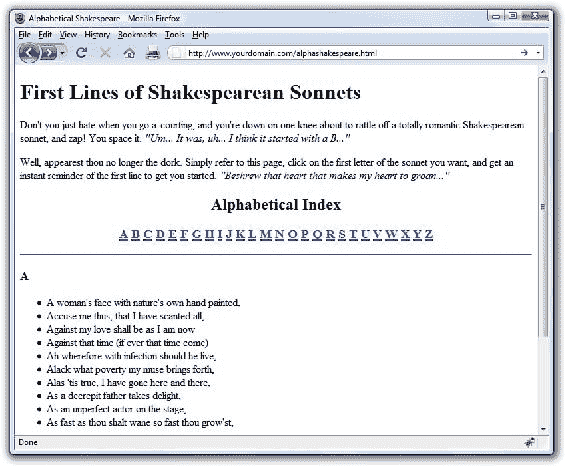 Alphabetical Shakespeare - Mozilla Firefox
File Edit View History Bookmarks Tools Help
http://www.yourdomain.com/alphashakespeare.html
First Lines of Shakespearean Sonnets
Don't you just hate when you go a-courting, and you're down on one knee about to rattle off a totally romantic Shakespearean
sonnet, and zap! You space it. "Um... It was, uh... I think it started with a B..."
Well, appearest thou no longer the dork. Simply refer to this page, click on the first letter of the sonnet you want, and get an
instant reminder of the first line to get you started. "Beshrew that heart that makes my heart to groan..."
Alphabetical Index
A B C D E F G H I J K L M N O P Q R S T U V W X Y Z
A
A woman's face with nature's own hand painted,
Accuse me thus, that I have scanted all,
Against my love shall be as I am now
Against that time (if ever that time come)
Ah wherefore with infection should he live,
Alack what poverty my muse brings forth,
Alas 'tis true, I have gone here and there,
As a decrepit father takes delight,
As an imperfect actor on the stage,
As fast as thou shalt wane so fast thou grow'st,
Done